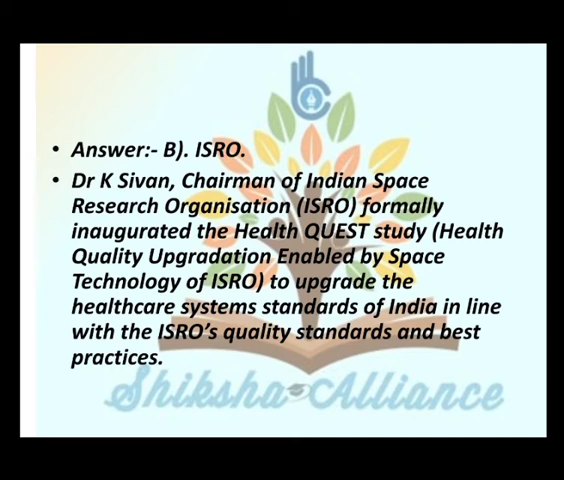 • Answer:- B). ISRO.
• Dr K Sivan, Chairman of Indian Space
Research Organisation (ISRO) formally
inaugurated the Health QUEST study (Health
Quality Upgradation Enabled by Space
Technology of ISRO) to upgrade the
healthcare systems standards of India in line
with the ISRO's quality standards and best
practices.
Shiksha Alliance